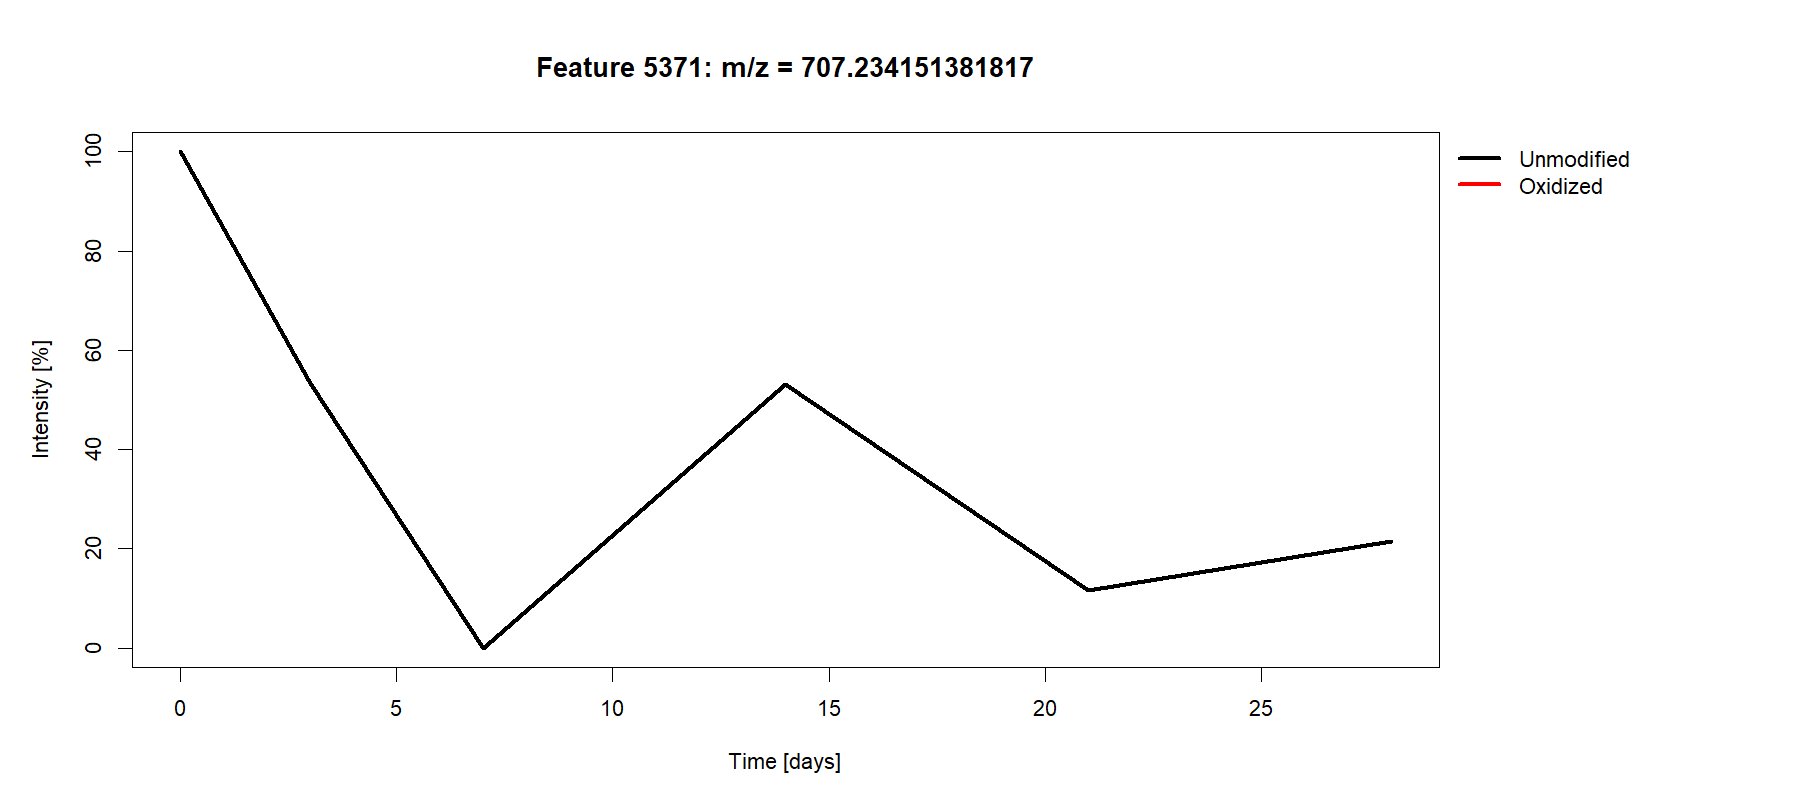 Feature 5371: m/z = 707.234151381817
Unmodified
Oxidized
Intensity [%]
100
80
60
40
20
0
0 5 10 15 20 25
Time [days]